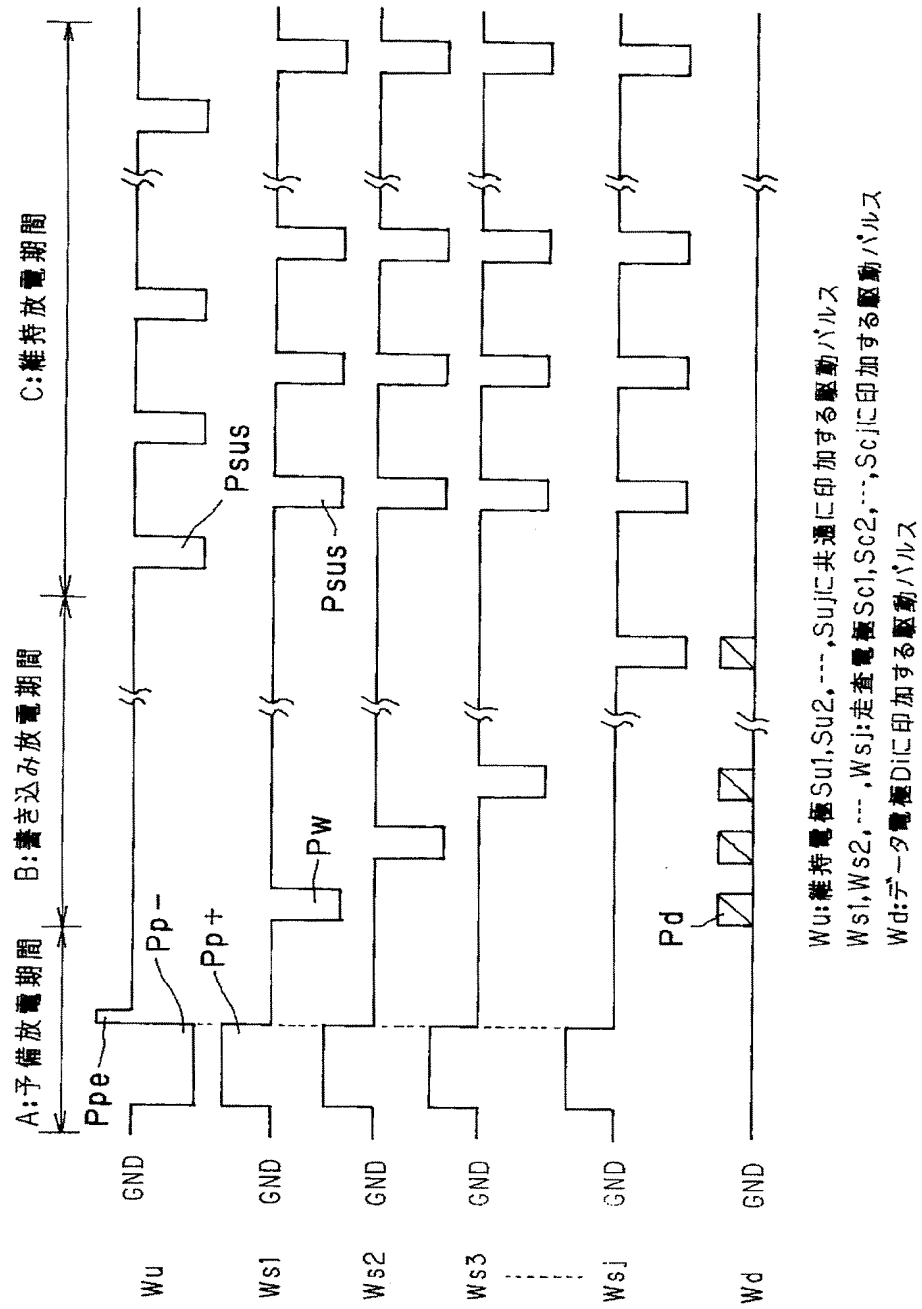 A:予備放電期間
B:書き込み放電期間
C:維持放電期間
Wu
GND
Ppe
Pp-
Psus
Ws1
GND
Pp+
Pw
Psus
Ws2
GND
Ws3
GND
Wsj
GND
Wd
GND
Pd
Wu:維持電極Su1,Su2,---,Sujに共通に印加する駆動パルス
Ws1,Ws2,---,Wsj:走査電極Sc1,Sc2,---,Scjに印加する駆動パルス
Wd:データ電極Diに印加する駆動パルス